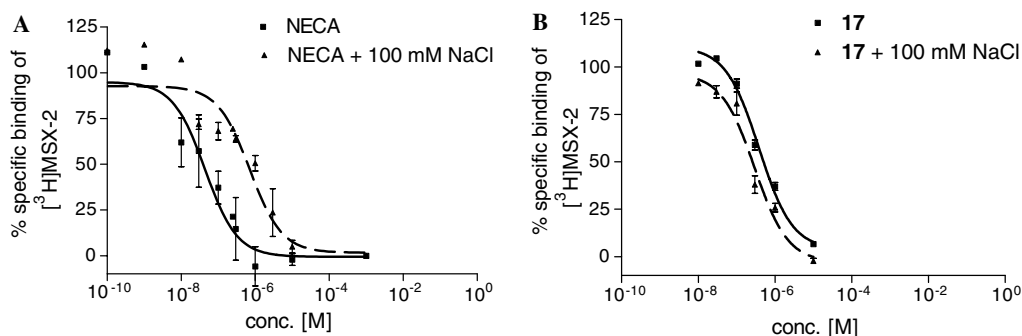 A
NECA
NECA + 100 mM NaCl
% specific binding of
[³H]MSX-2
125
100
75
50
25
0
10⁻¹⁰
10⁻⁸
10⁻⁶
10⁻⁴
10⁻²
10⁰
conc. [M]
B
17
17 + 100 mM NaCl
% specific binding of
[³H]MSX-2
125
100
75
50
25
0
10⁻¹⁰
10⁻⁸
10⁻⁶
10⁻⁴
10⁻²
10⁰
conc. [M]